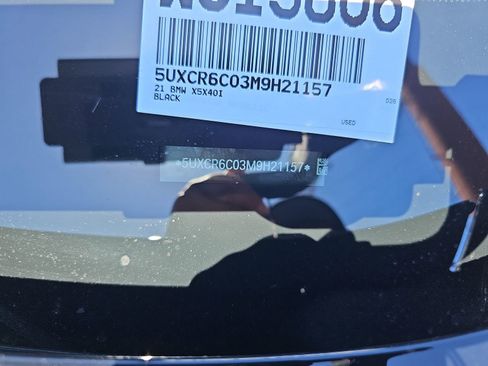 5UXCR6C03M9H21157
21 BMW X5X40I
BLACK
USED
*5UXCR6C03M9H21157*